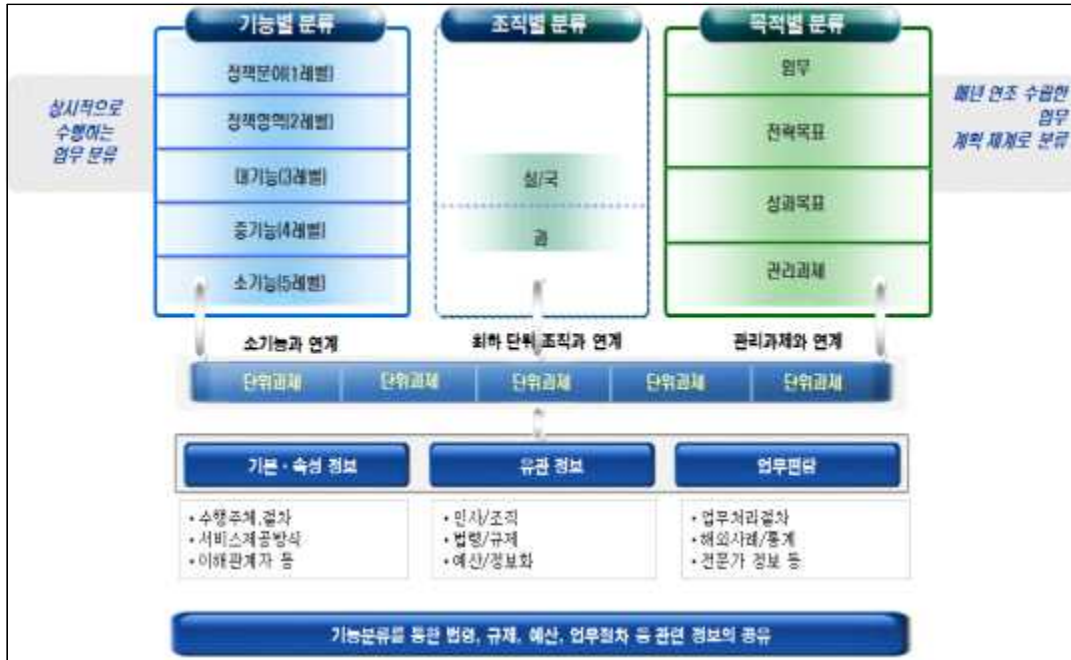 기능별 분류
조직별 분류
목적별 분류
상시적으로
수행하는
업무 분류
정책분야(1레벨)
정책영역(2레벨)
대기능(3레벨)
중기능(4레벨)
소기능(5레벨)
실/국
과
임무
전략목표
성과목표
관리과제
매년 연초 수립한
업무
계획 체계로 분류
소기능과 연계
최하 단위 조직과 연계
관리과제와 연계
단위과제
단위과제
단위과제
단위과제
단위과제
기본·속성 정보
유관 정보
업무편람
• 수행주체,절차
• 서비스제공방식
• 이해관계자 등
• 인사/조직
• 법령/규제
• 예산/정보화
• 업무처리절차
• 해외사례/통계
• 전문가 정보 등
기능분류를 통한 법령, 규제, 예산, 업무절차 등 관련 정보의 공유